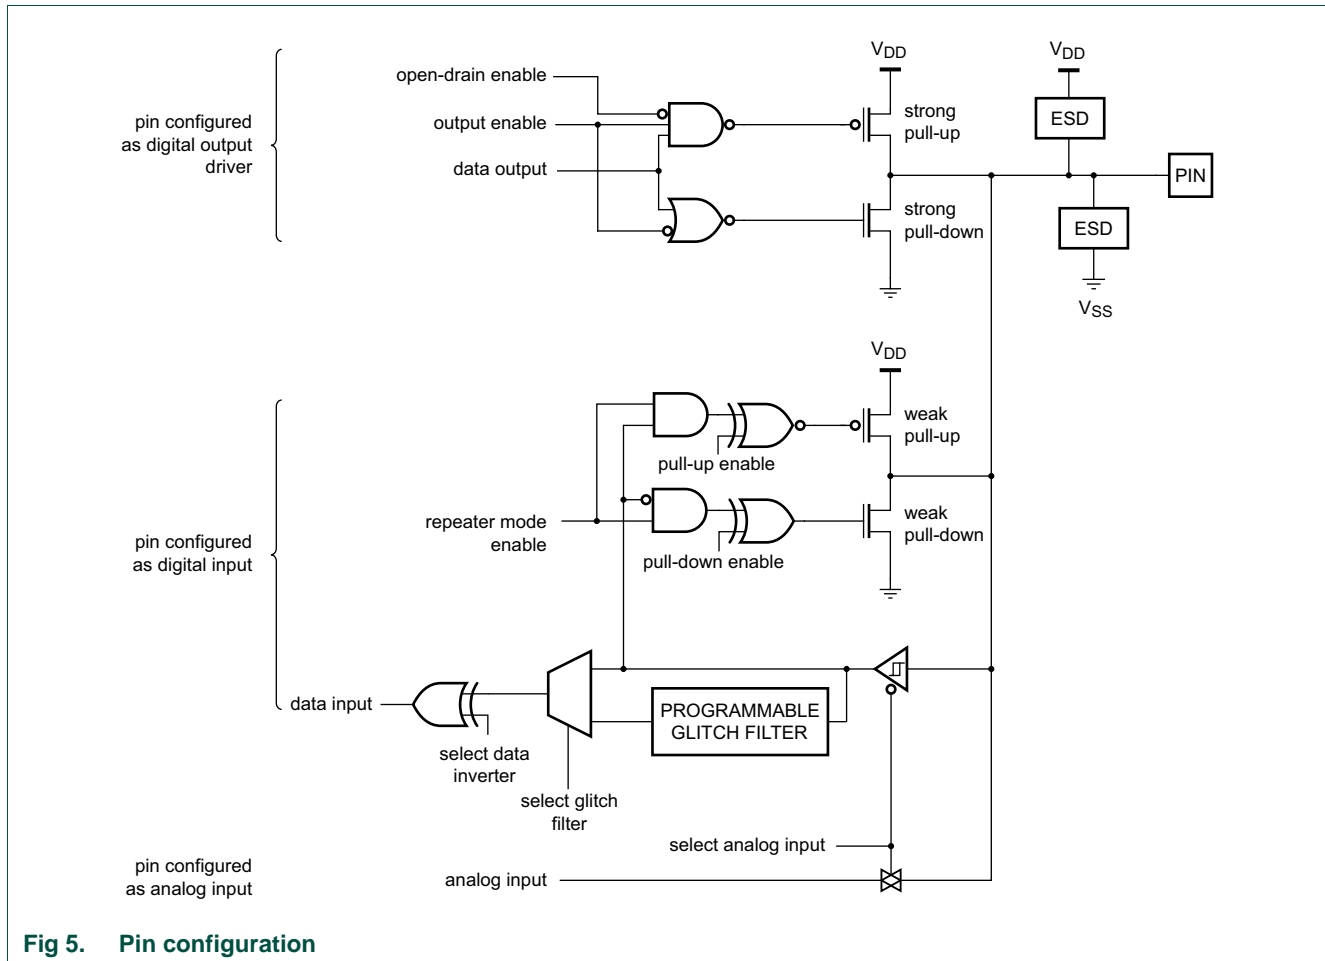 VDD
VDD
open-drain enable
strong
pull-up
ESD
pin configured
as digital output
driver
output enable
data output
PIN
strong
pull-down
ESD
VSS
VDD
weak
pull-up
pull-up enable
repeater mode
enable
weak
pull-down
pin configured
as digital input
pull-down enable
data input
PROGRAMMABLE
GLITCH FILTER
select data
inverter
select glitch
filter
select analog input
pin configured
as analog input
analog input
Fig 5. Pin configuration